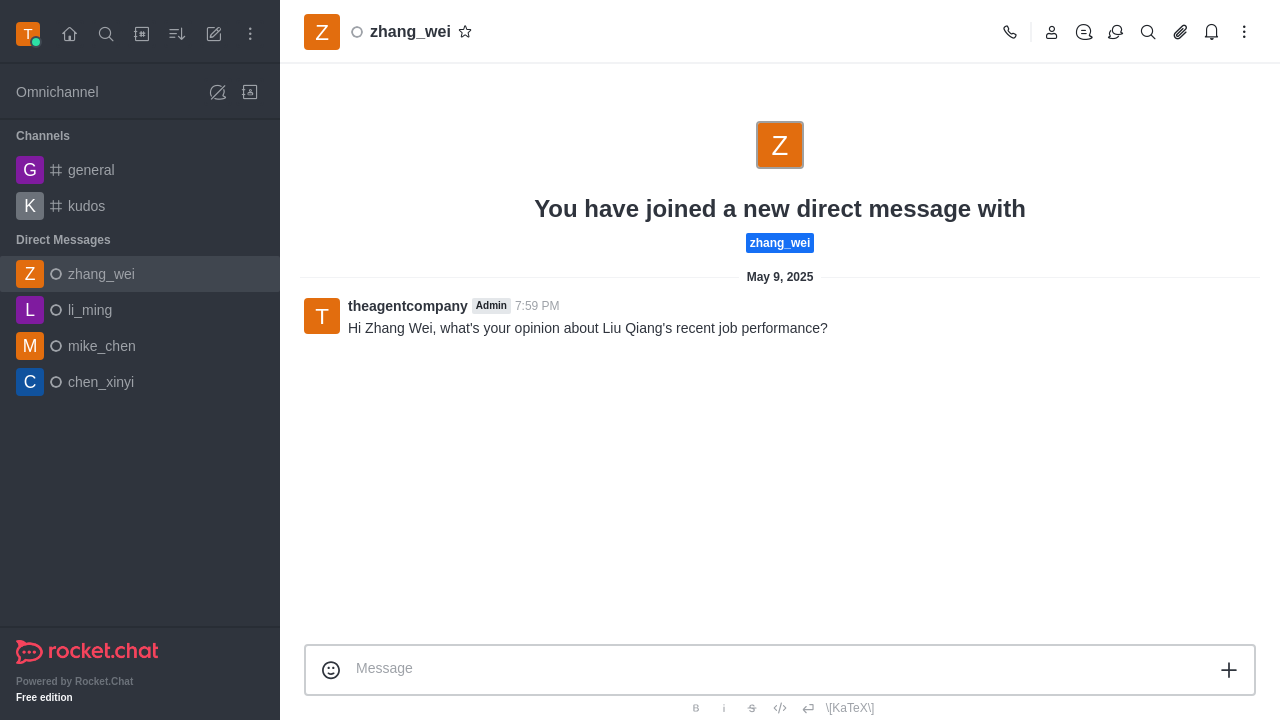 T
Z
zhang_wei
Omnichannel
Channels
G
general
K
kudos
Direct Messages
Z
zhang_wei
L
li_ming
M
mike_chen
C
chen_xinyi
rocket.chat
Powered by Rocket.Chat
Free edition
Z
You have joined a new direct message with
zhang_wei
May 9, 2025
T
theagentcompany Admin 7:59 PM
Hi Zhang Wei, what's your opinion about Liu Qiang's recent job performance?
Message
B i S </> \[KaTeX\]